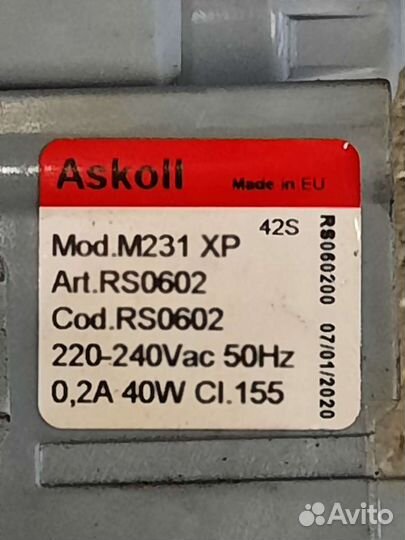 Askoll Made in EU
42S
Mod.M231 XP
Art.RS0602
Cod.RS0602
220-240Vac 50Hz
0,2A 40W Cl.155
RS060200 07/01/2020
Avito